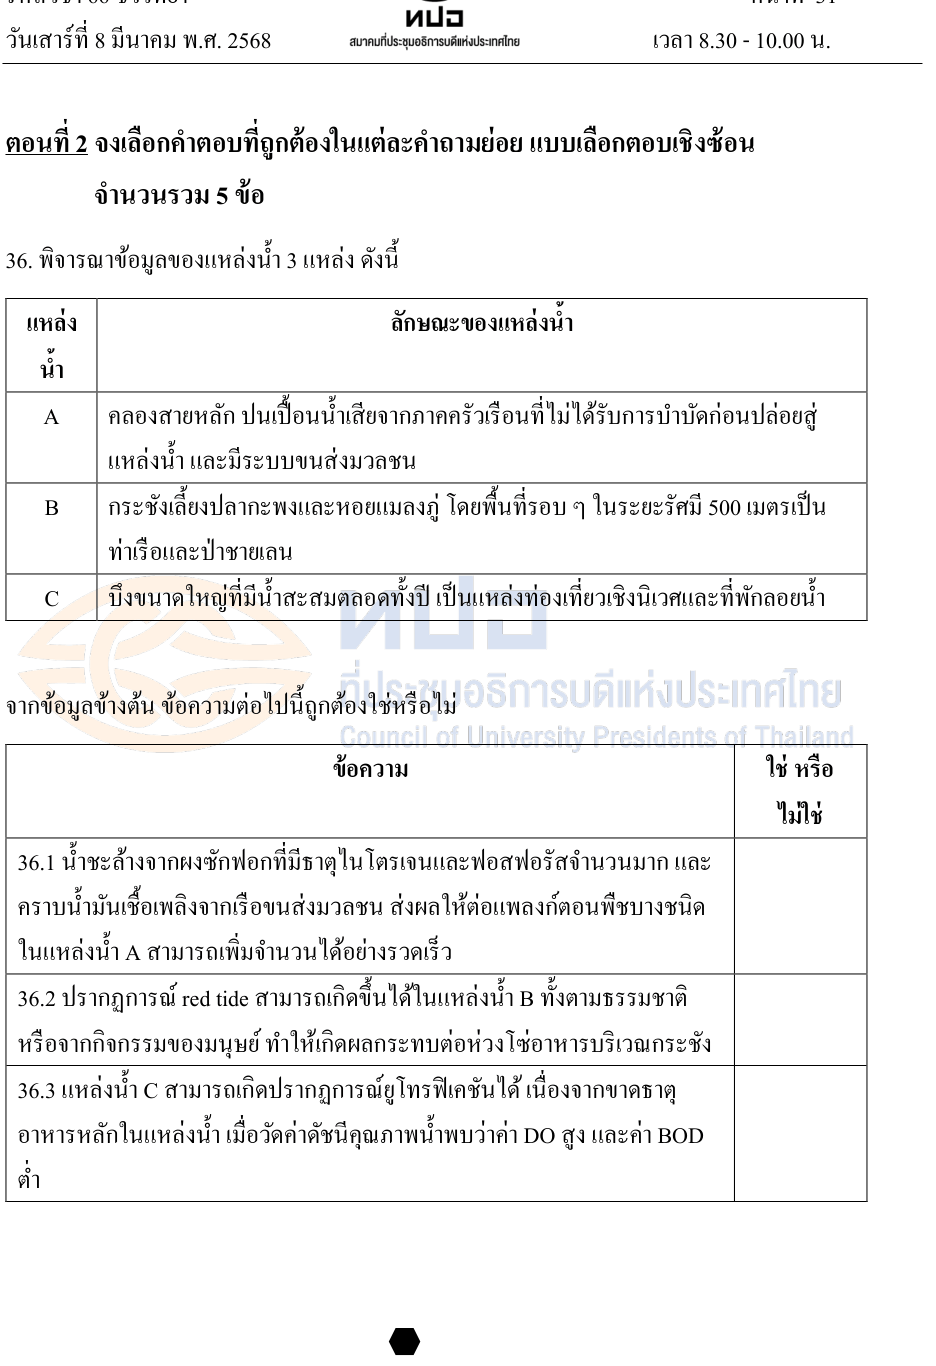 ทปอ
วันเสาร์ที่ 8 มีนาคม พ.ศ. 2568
สมาคมที่ประชุมอธิการบดีแห่งประเทศไทย
เวลา 8.30 - 10.00 น.
ตอนที่ 2 จงเลือกคำตอบที่ถูกต้องในแต่ละคำถามย่อย แบบเลือกตอบเชิงซ้อน
จำนวนรวม 5 ข้อ
36. พิจารณาข้อมูลของแหล่งน้ำ 3 แหล่ง ดังนี้
แหล่ง
น้ำ
ลักษณะของแหล่งน้ำ
A
คลองสายหลัก ปนเปื้อนน้ำเสียจากภาคครัวเรือนที่ไม่ได้รับการบำบัดก่อนปล่อยสู่
แหล่งน้ำ และมีระบบขนส่งมวลชน
B
กระชังเลี้ยงปลากะพงและหอยแมลงภู่ โดยพื้นที่รอบ ๆ ในระยะรัศมี 500 เมตรเป็น
ท่าเรือและป่าชายเลน
C
บึงขนาดใหญ่ที่มีน้ำสะสมตลอดทั้งปี เป็นแหล่งท่องเที่ยวเชิงนิเวศและที่พักลอยน้ำ
ทปอ
ที่ประชุมอธิการบดีแห่งประเทศไทย
Council of University Presidents of Thailand
จากข้อมูลข้างต้น ข้อความต่อไปนี้ถูกต้องใช่หรือไม่
ข้อความ
ใช่ หรือ
ไม่ใช่
36.1 น้ำชะล้างจากผงซักฟอกที่มีธาตุไนโตรเจนและฟอสฟอรัสจำนวนมาก และ
คราบน้ำมันเชื้อเพลิงจากเรือขนส่งมวลชน ส่งผลให้ต่อแพลงก์ตอนพืชบางชนิด
ในแหล่งน้ำ A สามารถเพิ่มจำนวนได้อย่างรวดเร็ว
36.2 ปรากฏการณ์ red tide สามารถเกิดขึ้นได้ในแหล่งน้ำ B ทั้งตามธรรมชาติ
หรือจากกิจกรรมของมนุษย์ ทำให้เกิดผลกระทบต่อห่วงโซ่อาหารบริเวณกระชัง
36.3 แหล่งน้ำ C สามารถเกิดปรากฏการณ์ยูโทรฟิเคชันได้ เนื่องจากขาดธาตุ
อาหารหลักในแหล่งน้ำ เมื่อวัดค่าดัชนีคุณภาพน้ำพบว่าค่า DO สูง และค่า BOD
ต่ำ